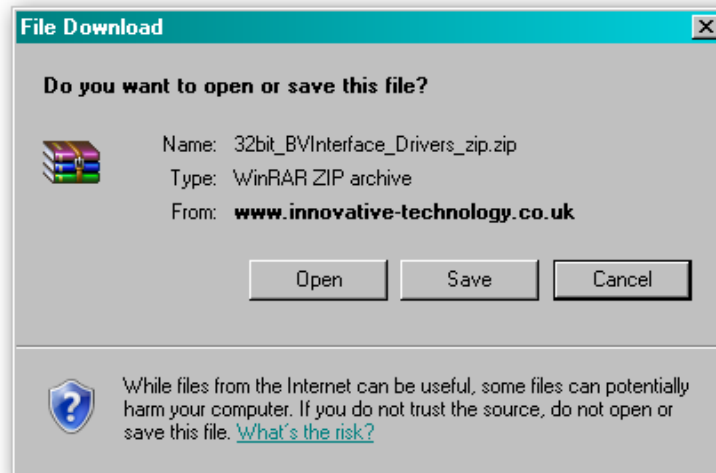 File Download
Do you want to open or save this file?
Name: 32bit_BVInterface_Drivers_zip.zip
Type: WinRAR ZIP archive
From: www.innovative-technology.co.uk
Open Save Cancel
While files from the Internet can be useful, some files can potentially
harm your computer. If you do not trust the source, do not open or
save this file. What's the risk?